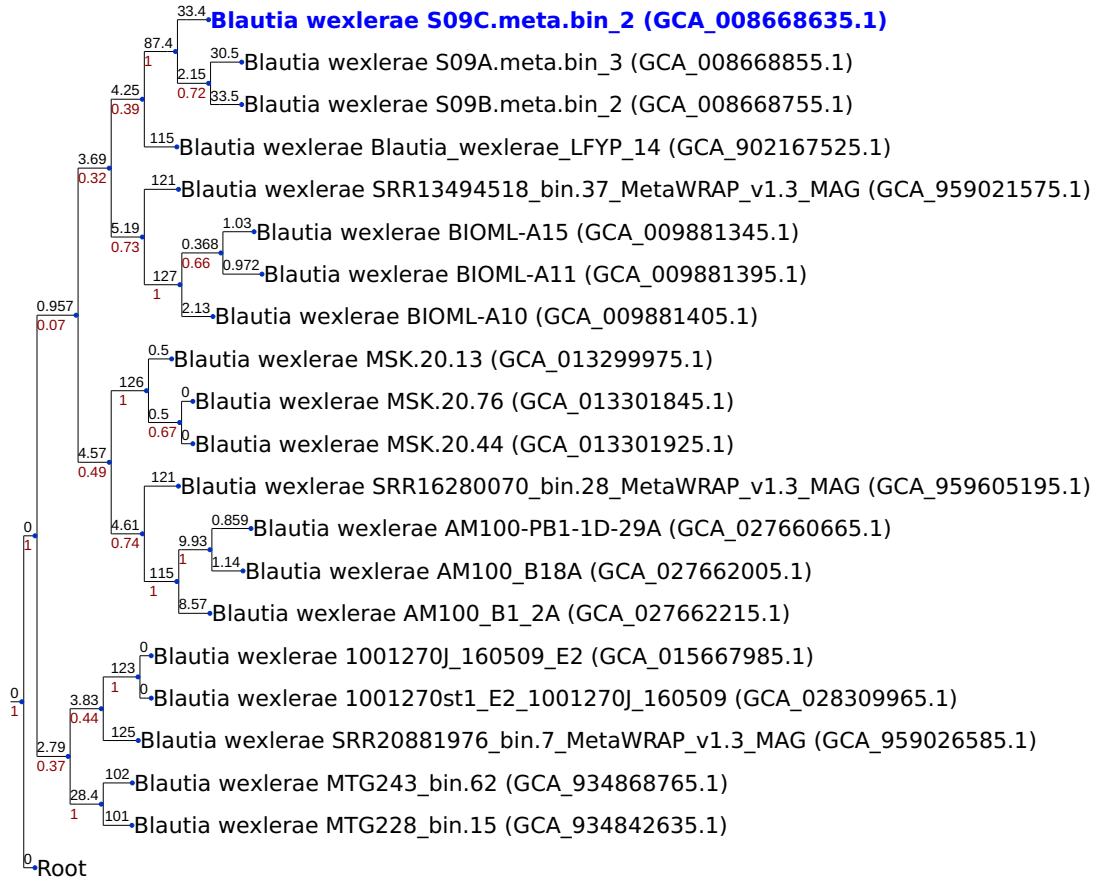 33.4
Blautia wexlerae S09C.meta.bin_2 (GCA_008668635.1)
87.4
1
30.5
Blautia wexlerae S09A.meta.bin_3 (GCA_008668855.1)
2.15
0.72
4.25
0.39
33.5
Blautia wexlerae S09B.meta.bin_2 (GCA_008668755.1)
115
Blautia wexlerae Blautia_wexlerae_LFYP_14 (GCA_902167525.1)
3.69
0.32
121
Blautia wexlerae SRR13494518_bin.37_MetaWRAP_v1.3_MAG (GCA_959021575.1)
5.19
0.73
1.03
Blautia wexlerae BIOML-A15 (GCA_009881345.1)
0.368
0.66
0.972
Blautia wexlerae BIOML-A11 (GCA_009881395.1)
127
1
2.13
Blautia wexlerae BIOML-A10 (GCA_009881405.1)
0.957
0.07
0.5
Blautia wexlerae MSK.20.13 (GCA_013299975.1)
126
1
0
Blautia wexlerae MSK.20.76 (GCA_013301845.1)
0.5
0.67
0
Blautia wexlerae MSK.20.44 (GCA_013301925.1)
4.57
0.49
121
Blautia wexlerae SRR16280070_bin.28_MetaWRAP_v1.3_MAG (GCA_959605195.1)
4.61
0.74
0.859
Blautia wexlerae AM100-PB1-1D-29A (GCA_027660665.1)
9.93
1
1.14
Blautia wexlerae AM100_B18A (GCA_027662005.1)
115
1
8.57
Blautia wexlerae AM100_B1_2A (GCA_027662215.1)
0
1
0
Blautia wexlerae 1001270J_160509_E2 (GCA_015667985.1)
123
1
0
Blautia wexlerae 1001270st1_E2_1001270J_160509 (GCA_028309965.1)
3.83
0.44
125
Blautia wexlerae SRR20881976_bin.7_MetaWRAP_v1.3_MAG (GCA_959026585.1)
0
1
2.79
0.37
102
Blautia wexlerae MTG243_bin.62 (GCA_934868765.1)
28.4
1
101
Blautia wexlerae MTG228_bin.15 (GCA_934842635.1)
0
Root